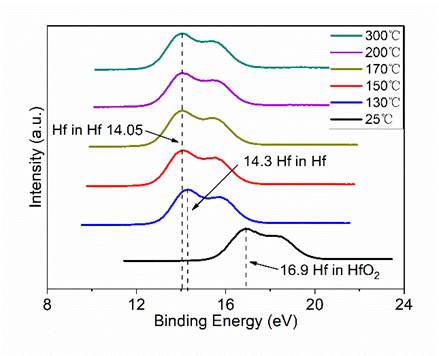 300℃
200℃
170℃
150℃
130℃
25℃
Hf in Hf 14.05
14.3 Hf in Hf
16.9 Hf in HfO₂
Intensity (a.u.)
8 12 16 20 24
Binding Energy (eV)